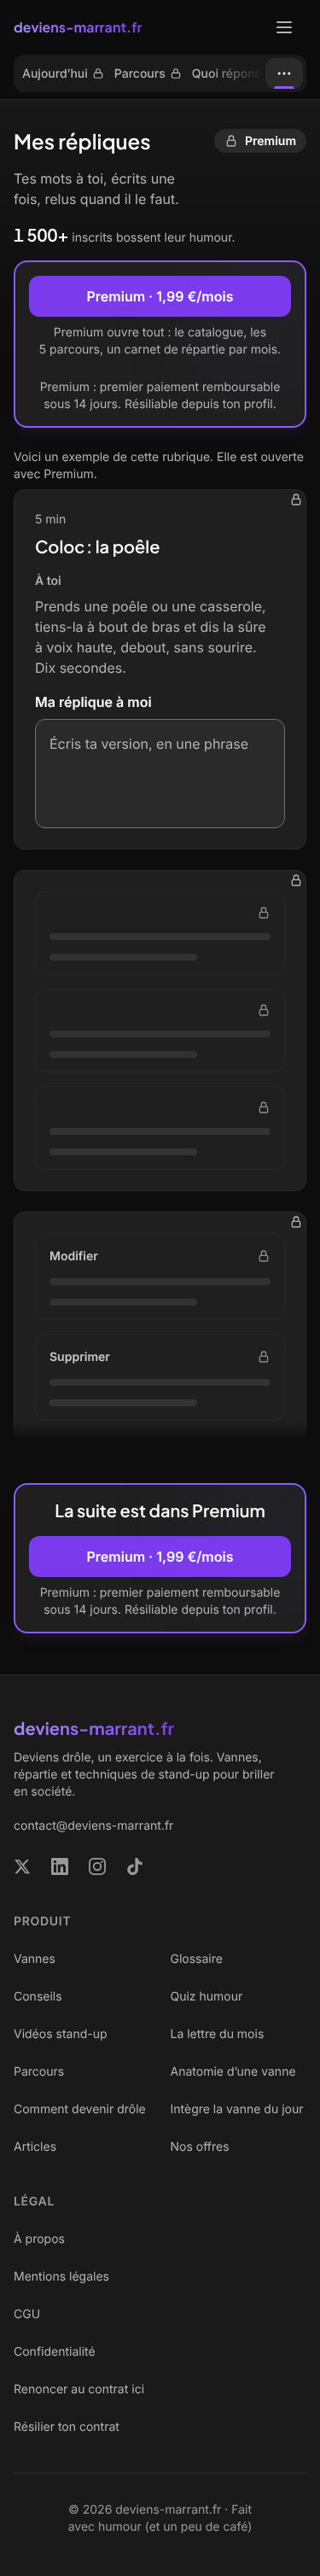 deviens-marrant.fr
Aujourd’hui Parcours Quoi répond
Mes répliques
Premium
Tes mots à toi, écrits une
fois, relus quand il le faut.
1 500+ inscrits bossent leur humour.
Premium · 1,99 €/mois
Premium ouvre tout : le catalogue, les
5 parcours, un carnet de répartie par mois.
Premium : premier paiement remboursable
sous 14 jours. Résiliable depuis ton profil.
Voici un exemple de cette rubrique. Elle est ouverte
avec Premium.
5 min
Coloc : la poêle
À toi
Prends une poêle ou une casserole,
tiens-la à bout de bras et dis la sûre
à voix haute, debout, sans sourire.
Dix secondes.
Ma réplique à moi
Écris ta version, en une phrase
Modifier
Supprimer
La suite est dans Premium
Premium · 1,99 €/mois
Premium : premier paiement remboursable
sous 14 jours. Résiliable depuis ton profil.
deviens-marrant.fr
Deviens drôle, un exercice à la fois. Vannes,
répartie et techniques de stand-up pour briller
en société.
contact@deviens-marrant.fr
PRODUIT
Vannes
Glossaire
Conseils
Quiz humour
Vidéos stand-up
La lettre du mois
Parcours
Anatomie d’une vanne
Comment devenir drôle
Intègre la vanne du jour
Articles
Nos offres
LÉGAL
À propos
Mentions légales
CGU
Confidentialité
Renoncer au contrat ici
Résilier ton contrat
© 2026 deviens-marrant.fr · Fait
avec humour (et un peu de café)